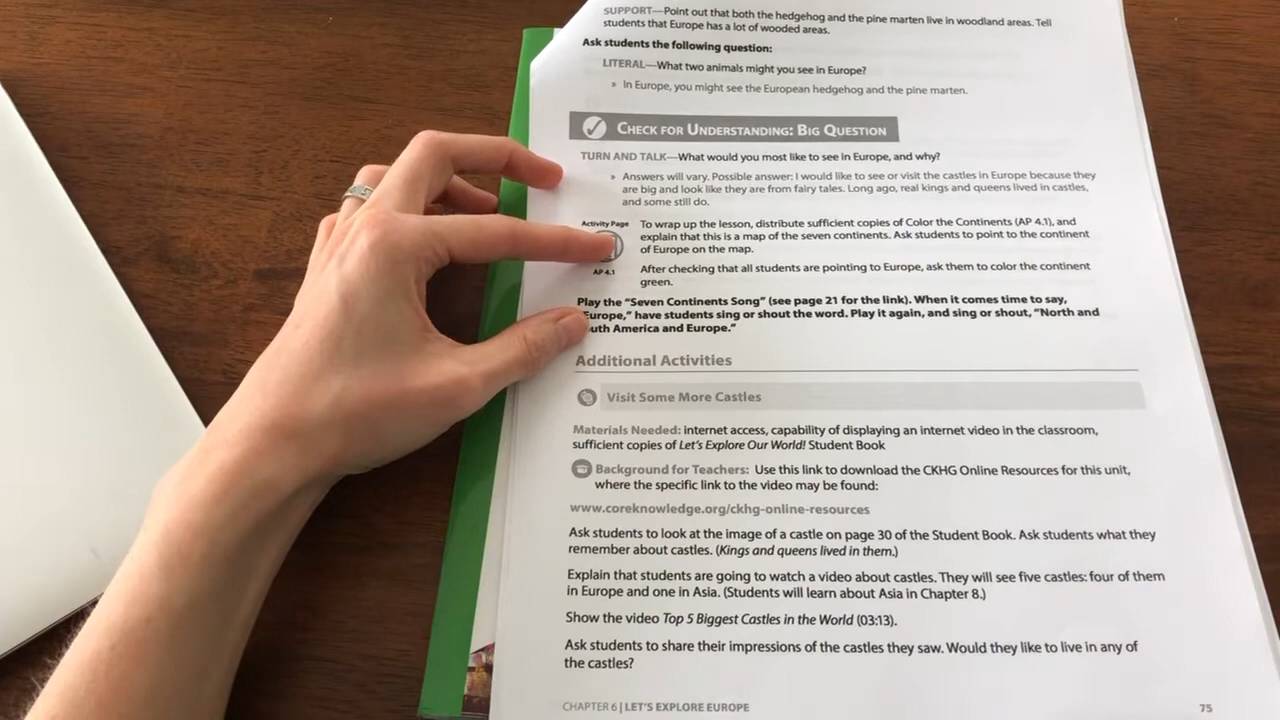 SUPPORT—Point out that both the hedgehog and the pine marten live in woodland areas. Tell
students that Europe has a lot of wooded areas.
Ask students the following question:
LITERAL—What two animals might you see in Europe?
» In Europe, you might see the European hedgehog and the pine marten.
CHECK FOR UNDERSTANDING: BIG QUESTION
TURN AND TALK—What would you most like to see in Europe, and why?
» Answers will vary. Possible answer: I would like to see or visit the castles in Europe because they
are big and look like they are from fairy tales. Long ago, real kings and queens lived in castles,
and some still do.
Activity Page
AP 4.1
To wrap up the lesson, distribute sufficient copies of Color the Continents (AP 4.1), and
explain that this is a map of the seven continents. Ask students to point to the continent
of Europe on the map.
After checking that all students are pointing to Europe, ask them to color the continent
green.
Play the “Seven Continents Song” (see page 21 for the link). When it comes time to say,
Europe,” have students sing or shout the word. Play it again, and sing or shout, “North and
uth America and Europe.”
Additional Activities
Visit Some More Castles
Materials Needed: internet access, capability of displaying an internet video in the classroom,
sufficient copies of Let’s Explore Our World! Student Book
Background for Teachers: Use this link to download the CKHG Online Resources for this unit,
where the specific link to the video may be found:
www.coreknowledge.org/ckhg-online-resources
Ask students to look at the image of a castle on page 30 of the Student Book. Ask students what they
remember about castles. (Kings and queens lived in them.)
Explain that students are going to watch a video about castles. They will see five castles: four of them
in Europe and one in Asia. (Students will learn about Asia in Chapter 8.)
Show the video Top 5 Biggest Castles in the World (03:13).
Ask students to share their impressions of the castles they saw. Would they like to live in any of
the castles?
CHAPTER 6 | LET'S EXPLORE EUROPE
75